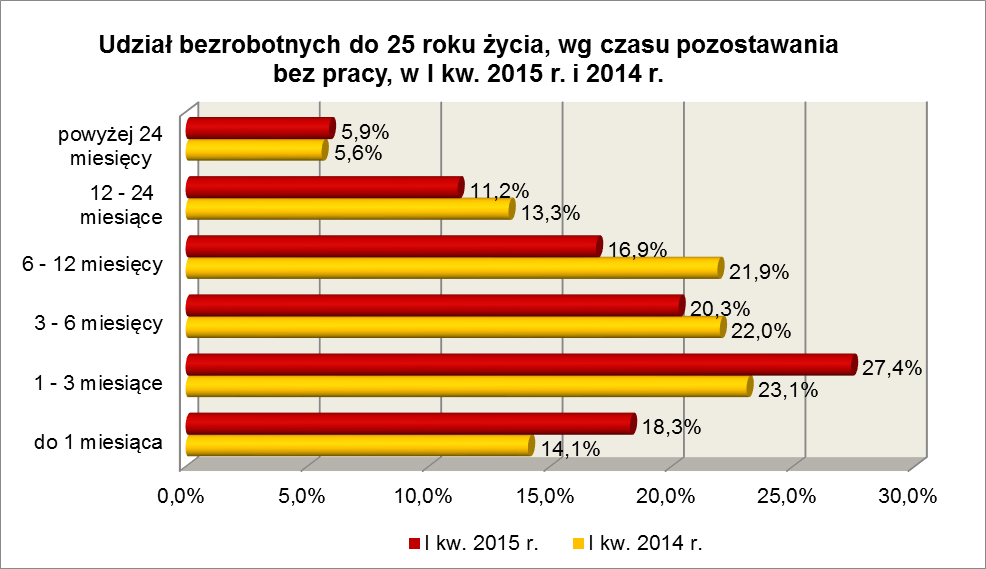 Udział bezrobotnych do 25 roku życia, wg czasu pozostawania
bez pracy, w I kw. 2015 r. i 2014 r.
powyżej 24
miesięcy
5,9%
5,6%
12 - 24
miesiące
11,2%
13,3%
6 - 12 miesięcy
16,9%
21,9%
3 - 6 miesięcy
20,3%
22,0%
1 - 3 miesiące
27,4%
23,1%
do 1 miesiąca
18,3%
14,1%
0,0% 5,0% 10,0% 15,0% 20,0% 25,0% 30,0%
I kw. 2015 r. I kw. 2014 r.